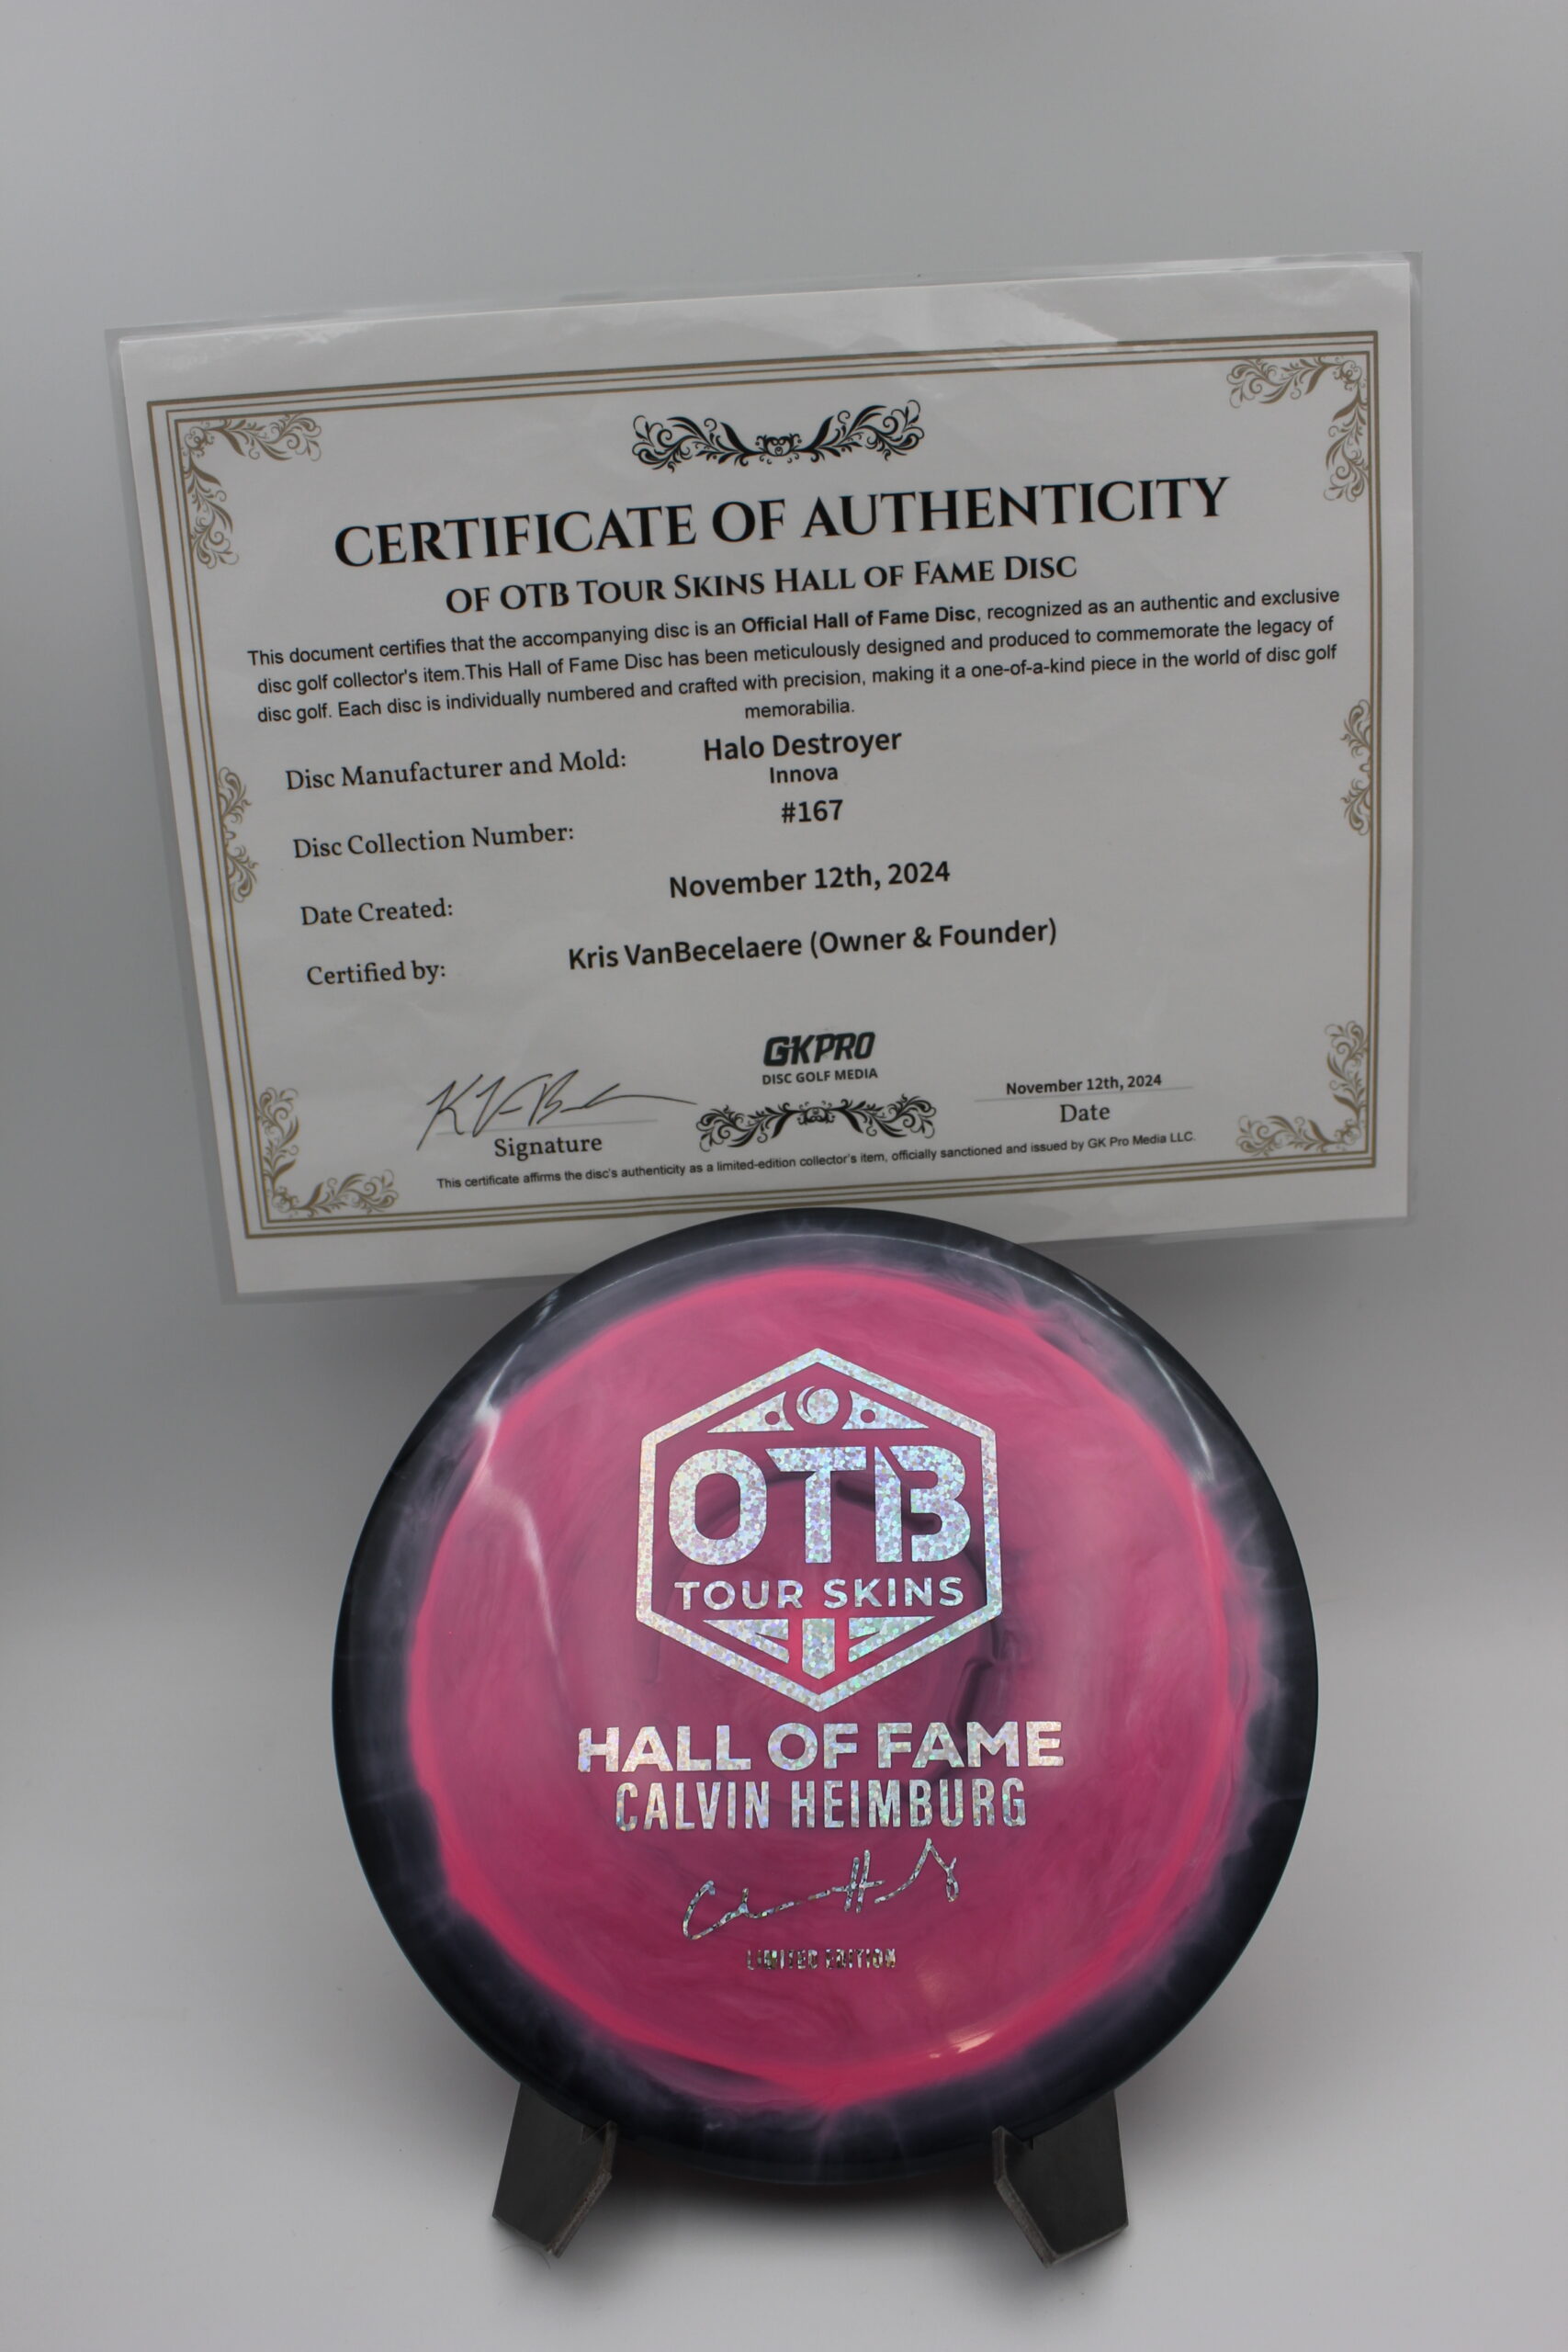 CERTIFICATE OF AUTHENTICITY
OF OTB TOUR SKINS HALL OF FAME DISC
This document certifies that the accompanying disc is an Official Hall of Fame Disc, recognized as an authentic and exclusive
disc golf collector's item.This Hall of Fame Disc has been meticulously designed and produced to commemorate the legacy of
disc golf. Each disc is individually numbered and crafted with precision, making it a one-of-a-kind piece in the world of disc golf
memorabilia.
Disc Manufacturer and Mold: Halo Destroyer
Innova
Disc Collection Number: #167
Date Created: November 12th, 2024
Certified by: Kris VanBecelaere (Owner & Founder)
GKPRO
DISC GOLF MEDIA
November 12th, 2024
Signature
Date
This certificate affirms the disc's authenticity as a limited-edition collector's item, officially sanctioned and issued by GK Pro Media LLC.
OTB
TOUR SKINS
HALL OF FAME
CALVIN HEIMBURG
LIMITED EDITION